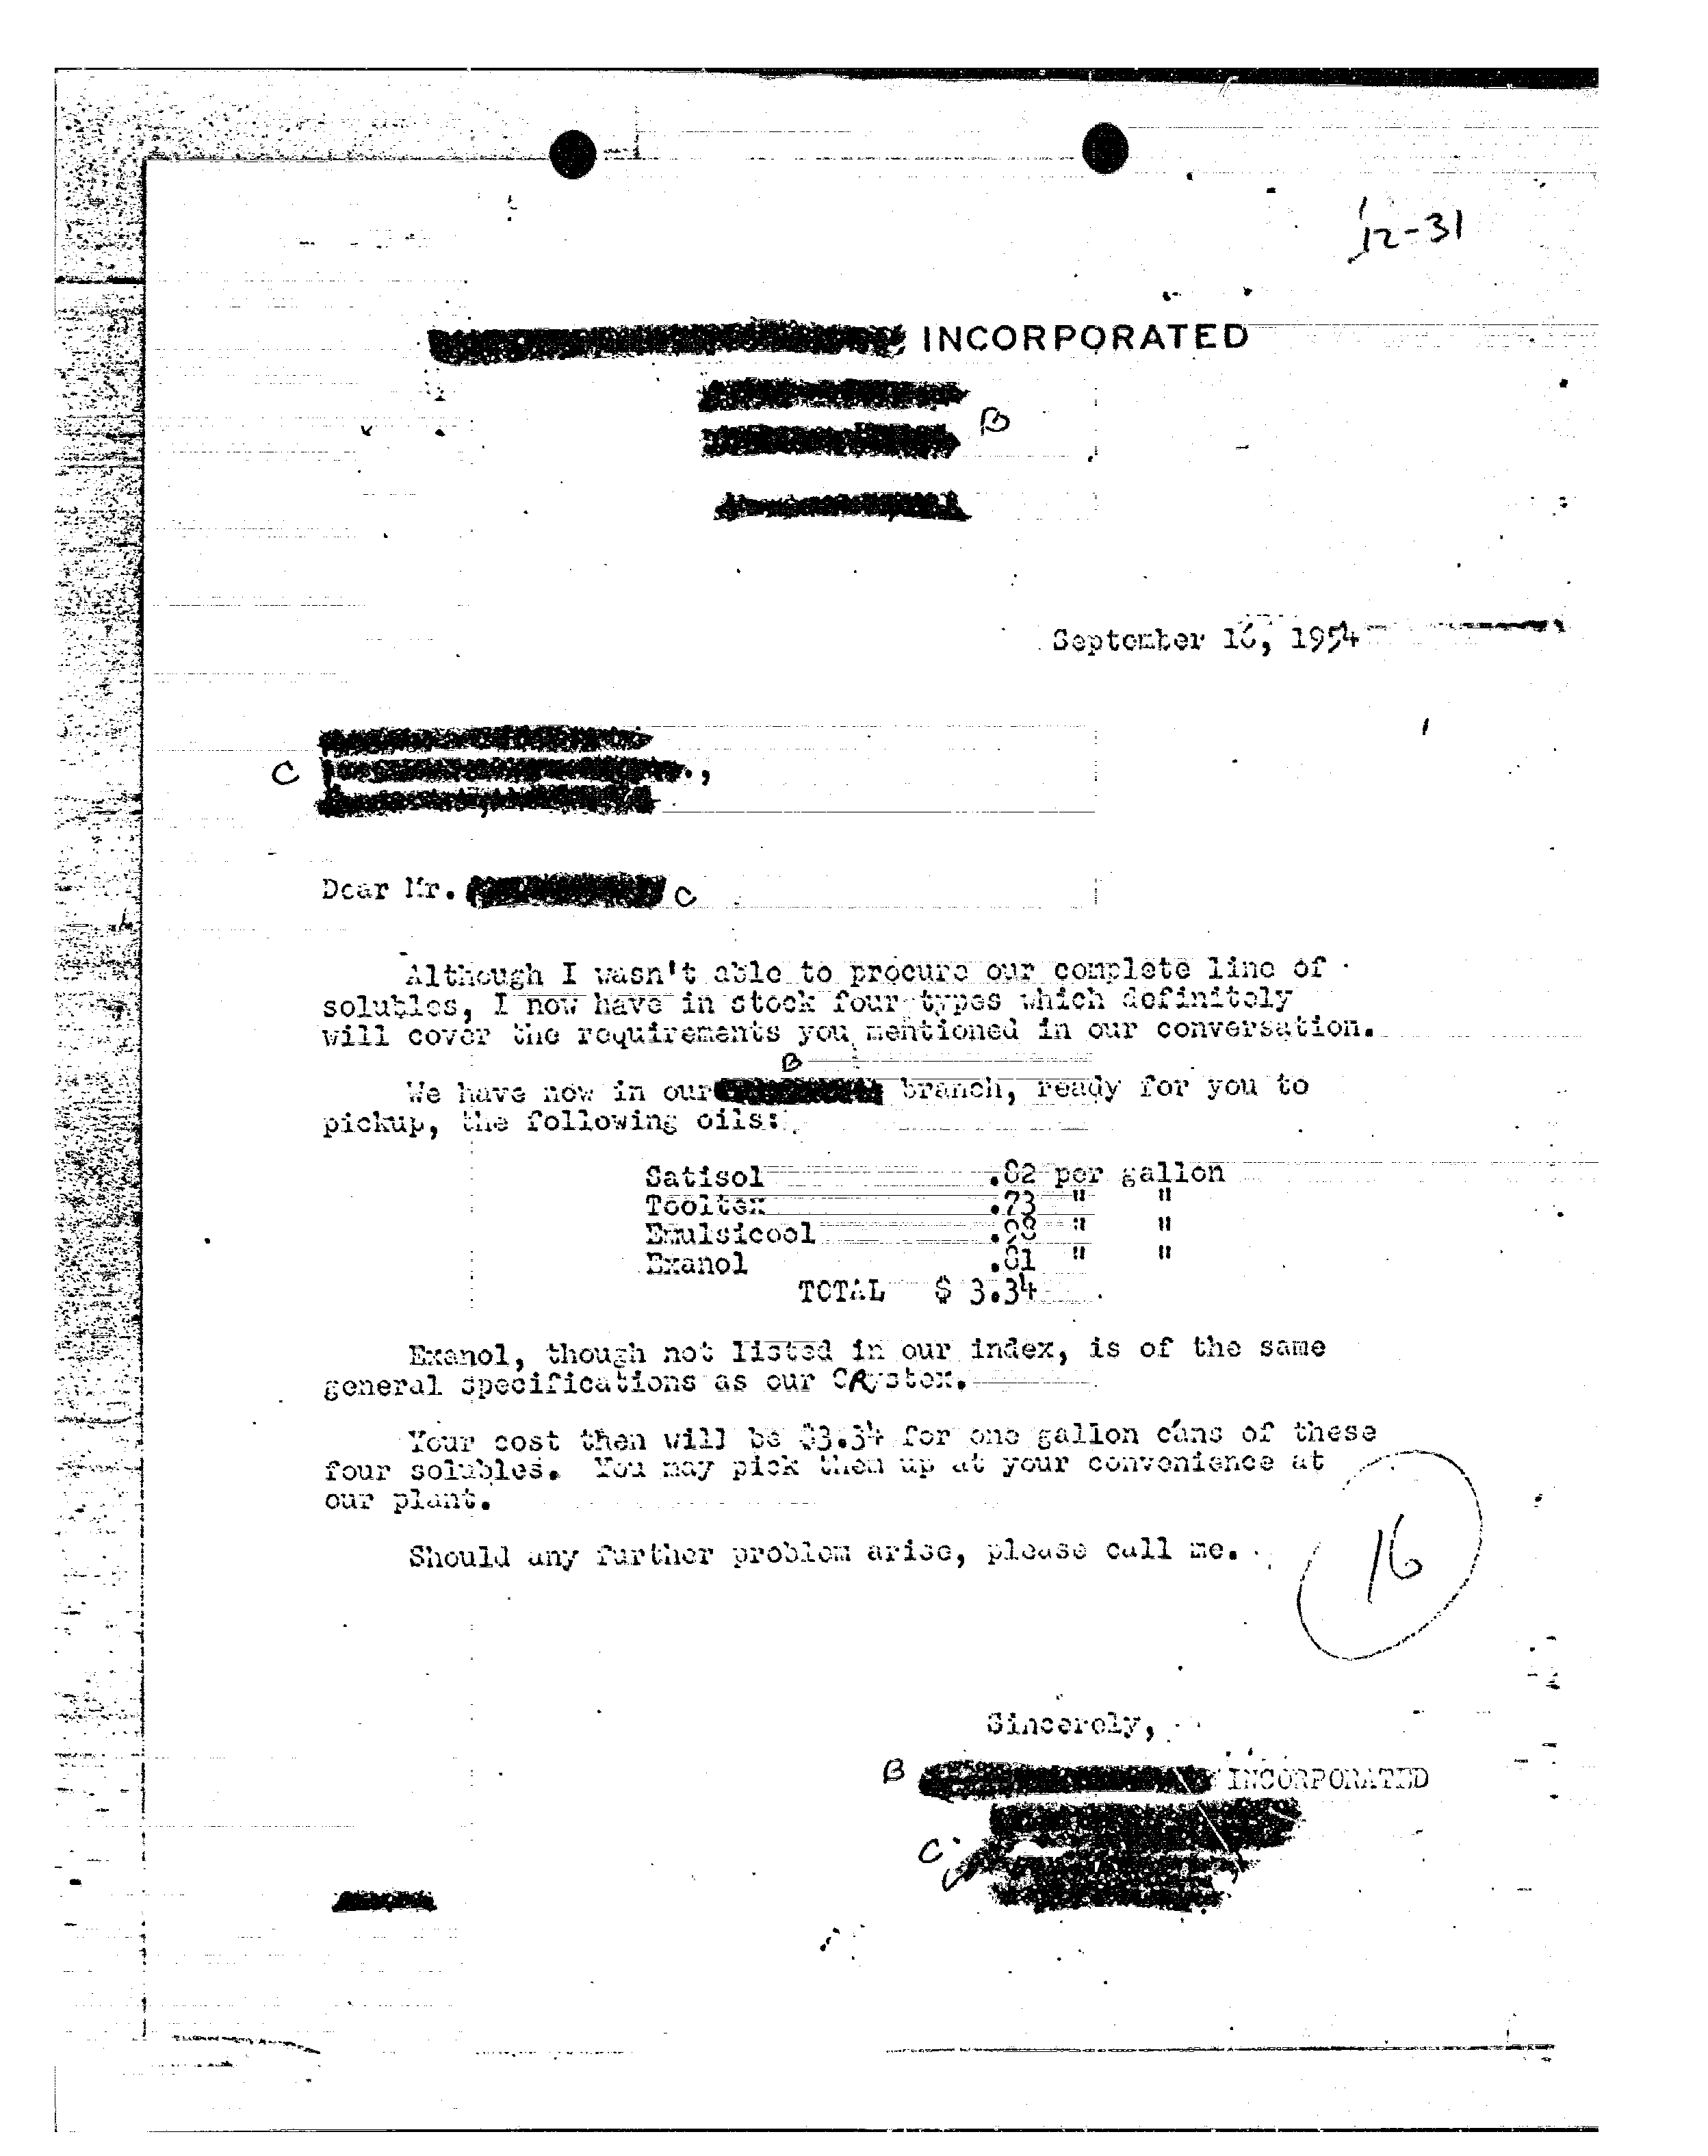 12-31
INCORPORATED
B
September 16, 1954
C
.,
Dear Mr. C
Although I wasn't able to procure our complete line of
solubles, I now have in stock four types which definitely
will cover the requirements you mentioned in our conversation.
B
We have now in our branch, ready for you to
pickup, the following oils:
Satisol .82 per gallon
Tooltex .73 " "
Emulsicool .98 " "
Exanol .81 " "
TOTAL $ 3.34
Exanol, though not listed in our index, is of the same
general specifications as our CRystex.
Your cost then will be $3.34 for one gallon cans of these
four solubles. You may pick them up at your convenience at
our plant.
Should any further problem arise, please call me.
16
Sincerely,
B INCORPORATED
C